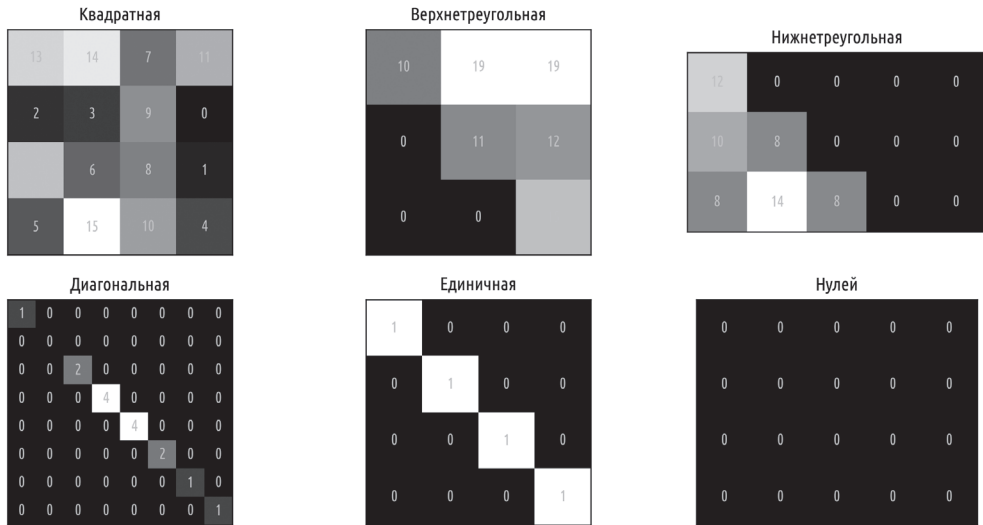 Квадратная
13 14 7 11
2 3 9 0
6 8 1
5 15 10 4
Верхнетреугольная
10 19 19
0 11 12
0 0
Нижнетреугольная
12 0 0 0 0
10 8 0 0 0
8 14 8 0 0
Диагональная
1 0 0 0 0 0 0 0
0 0 0 0 0 0 0 0
0 0 2 0 0 0 0 0
0 0 0 4 0 0 0 0
0 0 0 0 4 0 0 0
0 0 0 0 0 2 0 0
0 0 0 0 0 0 1 0
0 0 0 0 0 0 0 1
Единичная
1 0 0 0
0 1 0 0
0 0 1 0
0 0 0 1
Нулей
0 0 0 0 0
0 0 0 0 0
0 0 0 0 0
0 0 0 0 0